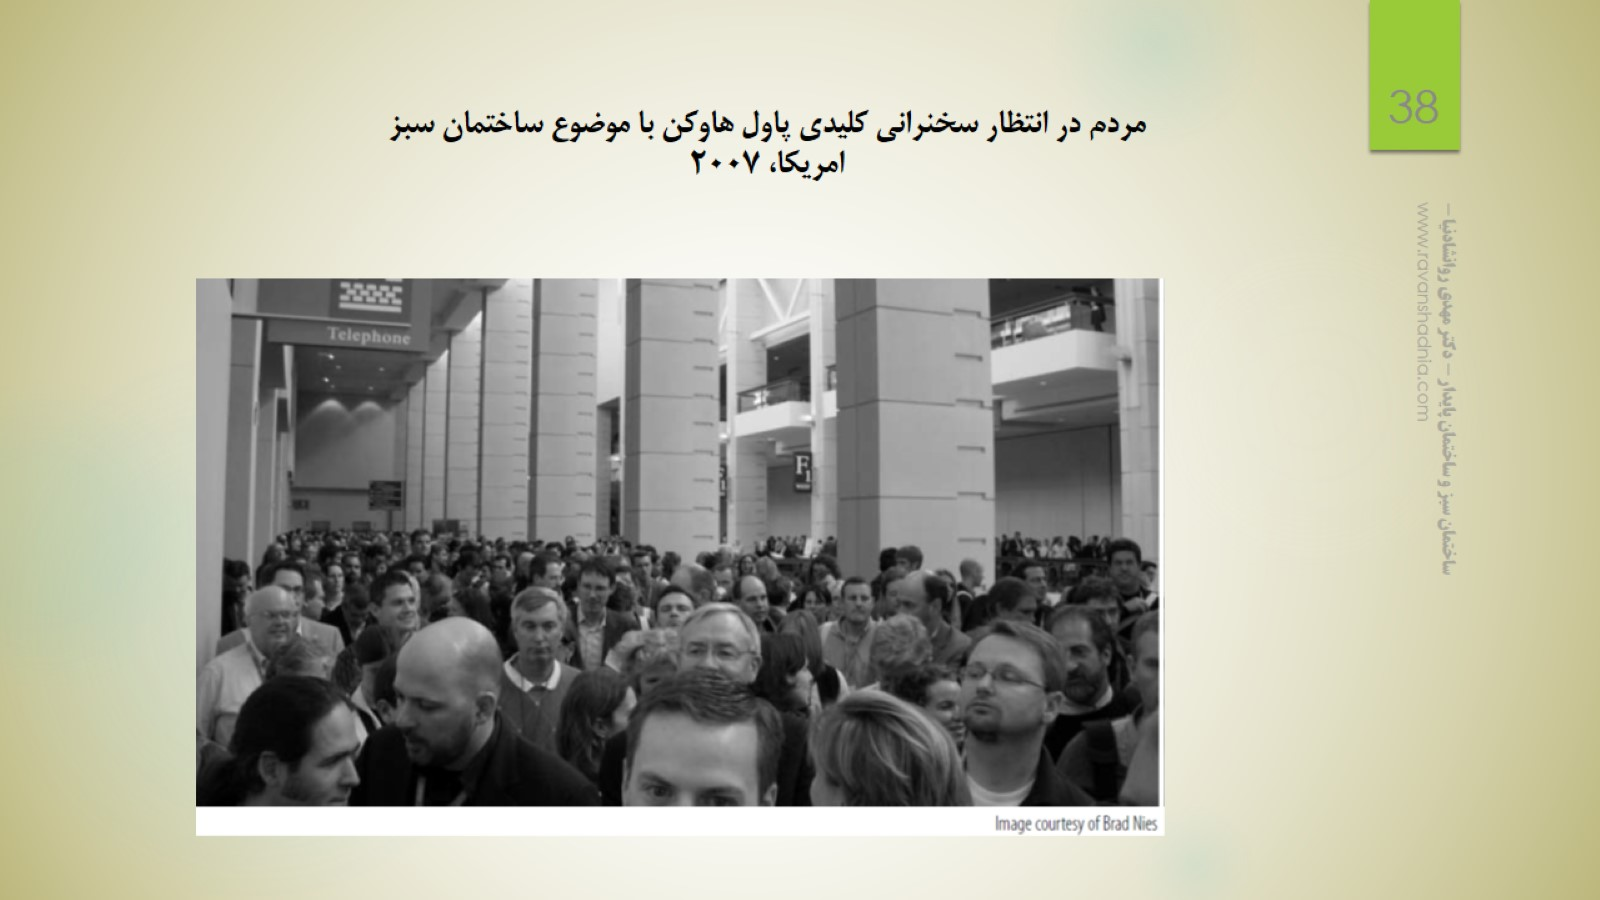 38
مردم در انتظار سخنرانی کلیدی پاول هاوکن با موضوع ساختمان سبز
امریکا، ۲۰۰۷
ساختمان سبز و ساختمان پایدار – دکتر مهدی روانشادنیا –
www.ravanshadnia.com
Telephone
F
1
Image courtesy of Brad Nies